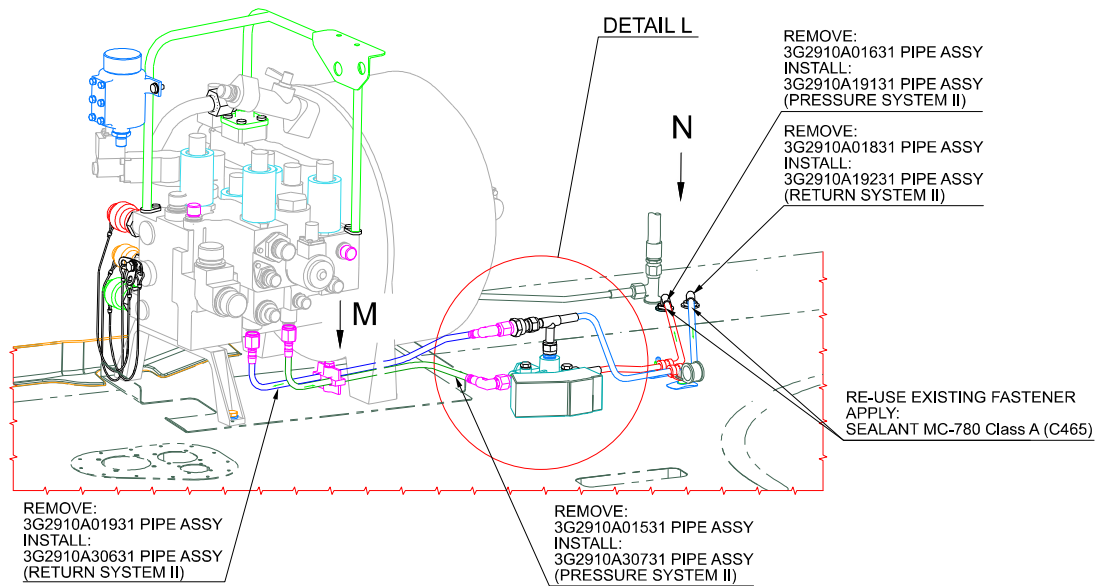 DETAIL L
REMOVE:
3G2910A01631 PIPE ASSY
INSTALL:
3G2910A19131 PIPE ASSY
(PRESSURE SYSTEM II)
REMOVE:
3G2910A01831 PIPE ASSY
INSTALL:
3G2910A19231 PIPE ASSY
(RETURN SYSTEM II)
N
M
RE-USE EXISTING FASTENER
APPLY:
SEALANT MC-780 Class A (C465)
REMOVE:
3G2910A01931 PIPE ASSY
INSTALL:
3G2910A30631 PIPE ASSY
(RETURN SYSTEM II)
REMOVE:
3G2910A01531 PIPE ASSY
INSTALL:
3G2910A30731 PIPE ASSY
(PRESSURE SYSTEM II)